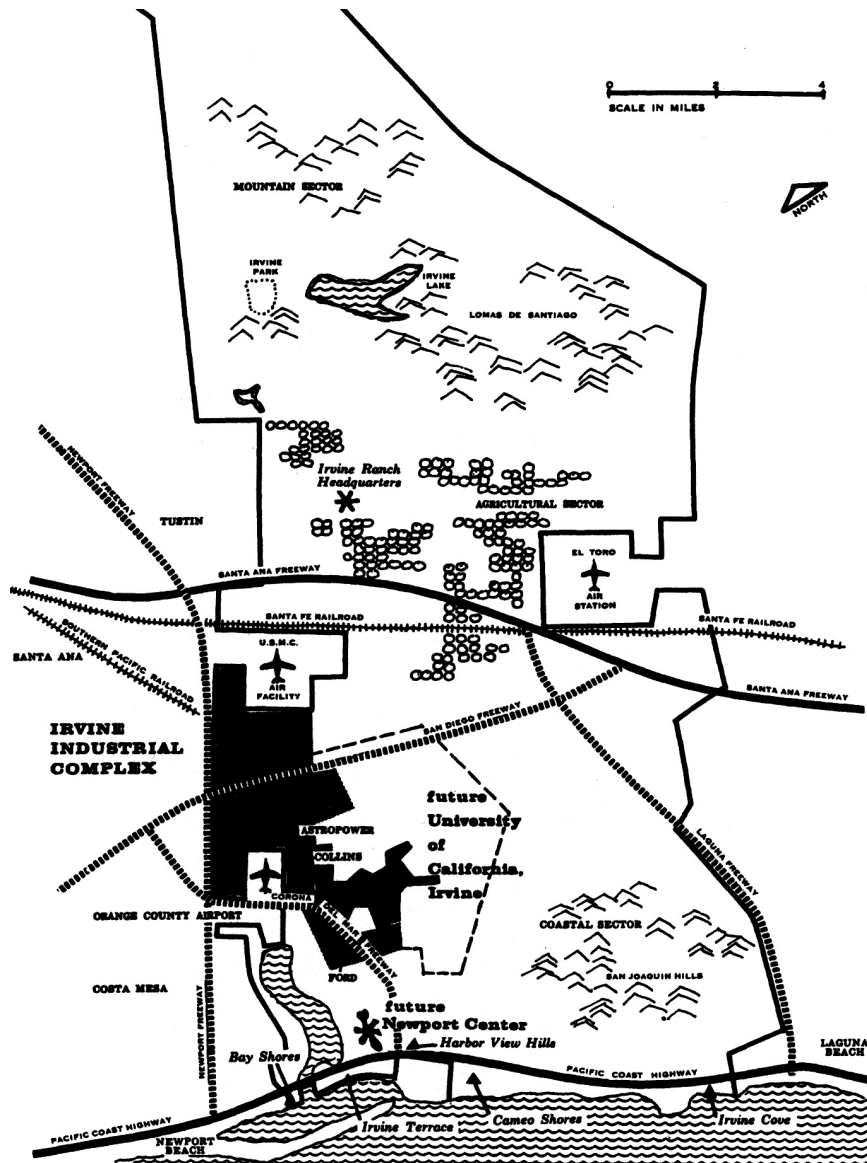 0 2 4
SCALE IN MILES
NORTH
MOUNTAIN SECTOR
IRVINE
PARK
IRVINE
LAKE
LOMAS DE SANTIAGO
NEWPORT FREEWAY
Irvine Ranch
Headquarters
AGRICULTURAL SECTOR
TUSTIN
EL TORO
AIR
STATION
SANTA ANA FREEWAY
SANTA FE RAILROAD
SANTA FE RAILROAD
SOUTHERN PACIFIC RAILROAD
SANTA ANA
U.S.M.C.
AIR
FACILITY
SANTA ANA FREEWAY
SAN DIEGO FREEWAY
IRVINE
INDUSTRIAL
COMPLEX
future
University
of
California,
Irvine
ASTROPOWER
COLLINS
LAGUNA FREEWAY
CORONA DEL MAR FREEWAY
ORANGE COUNTY AIRPORT
COASTAL SECTOR
SAN JOAQUIN HILLS
FORD
COSTA MESA
NEWPORT FREEWAY
future
Newport Center
Harbor View Hills
Bay Shores
LAGUNA
BEACH
PACIFIC COAST HIGHWAY
Irvine Terrace
Cameo Shores
Irvine Cove
PACIFIC COAST HIGHWAY
NEWPORT
BEACH